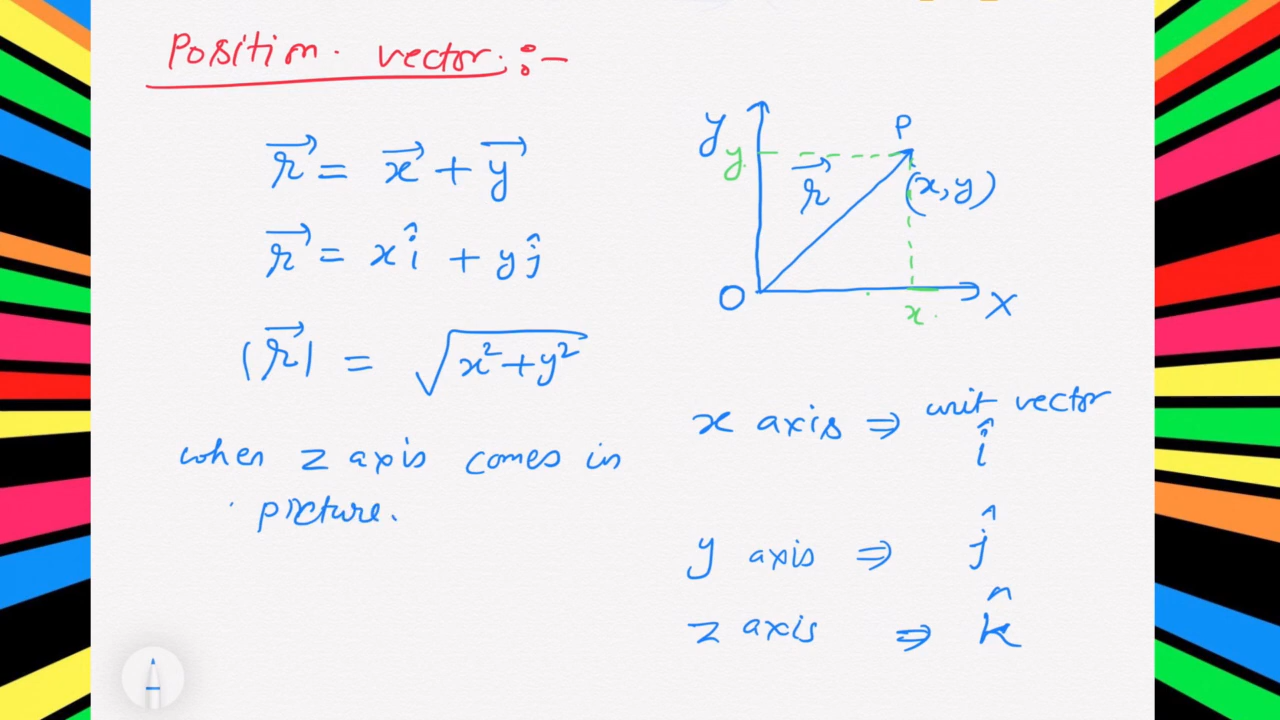 Position vector :-
r⃗ = x⃗ + y⃗
r⃗ = xî + yĵ
|r⃗| = √x²+y²
when z axis comes in
picture.
y
y
P
r⃗
(x,y)
O
x
X
x axis ⇒ unit vector
î
y axis ⇒ ĵ
z axis ⇒ k̂